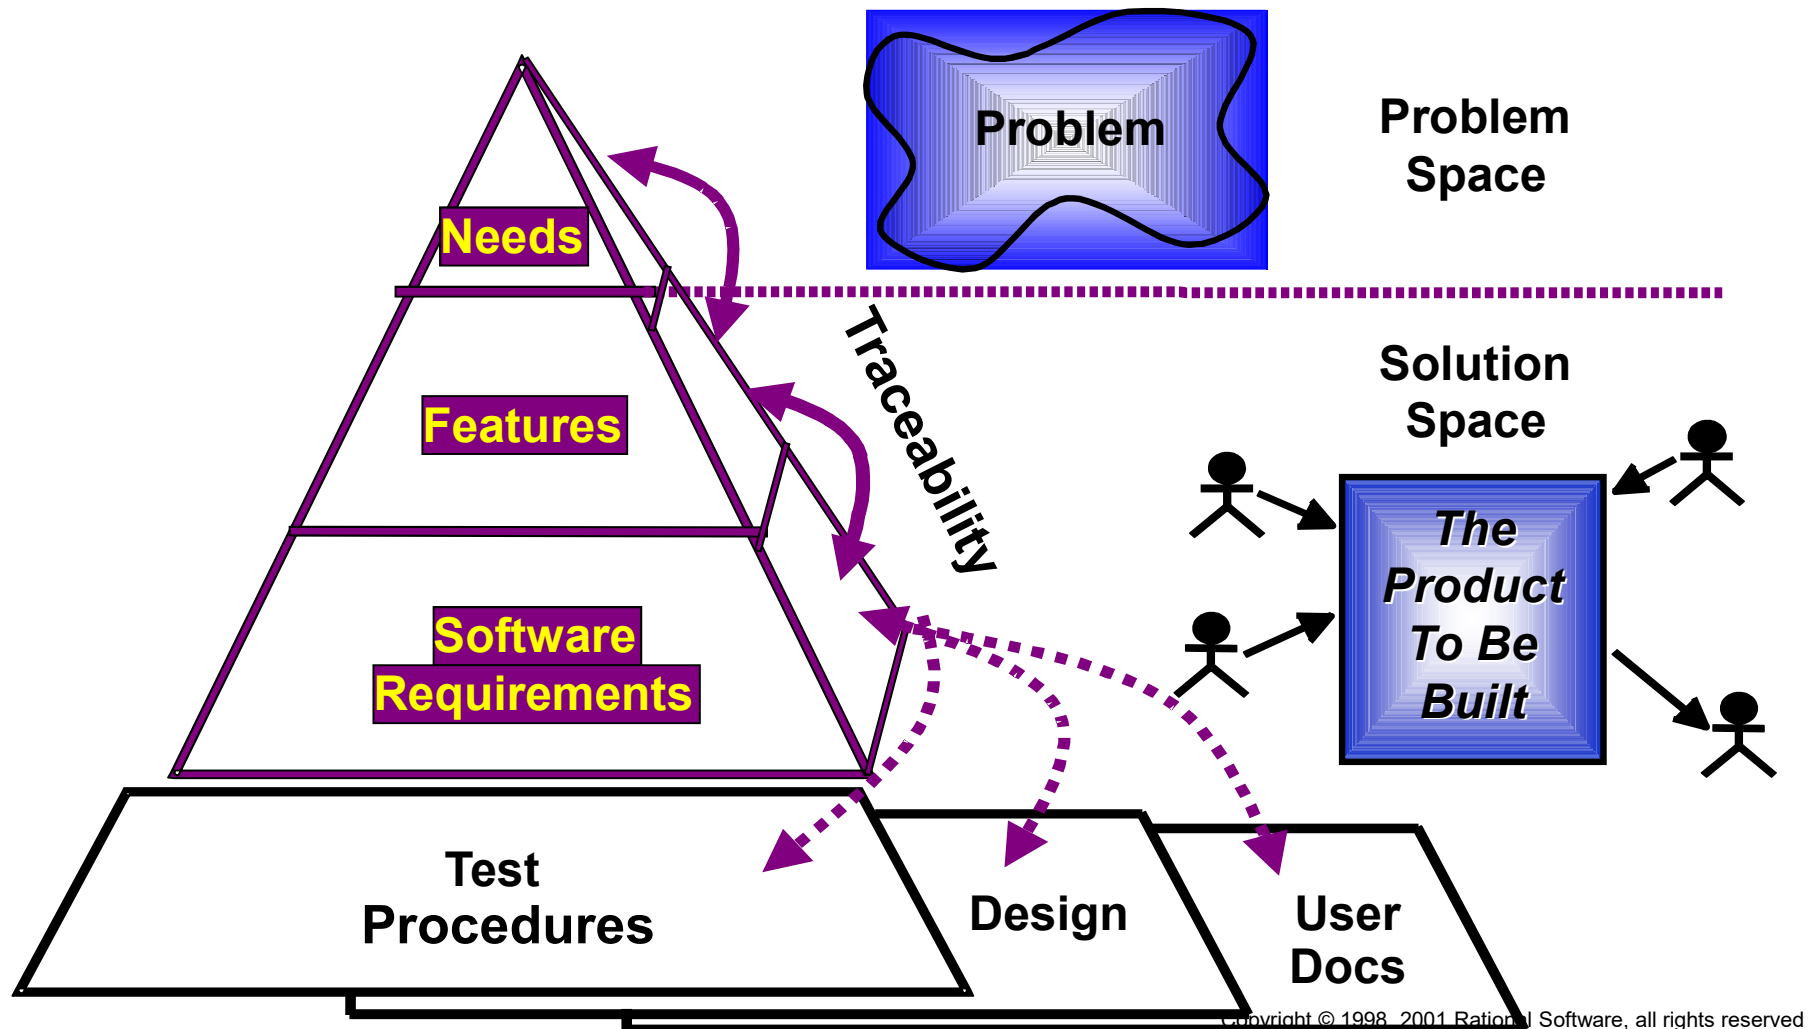 Problem
Problem
Space
Needs
Traceability
Features
Solution
Space
The
Product
To Be
Built
Software
Requirements
Test
Procedures
Design
User
Docs
Copyright © 1998, 2001 Rational Software, all rights reserved